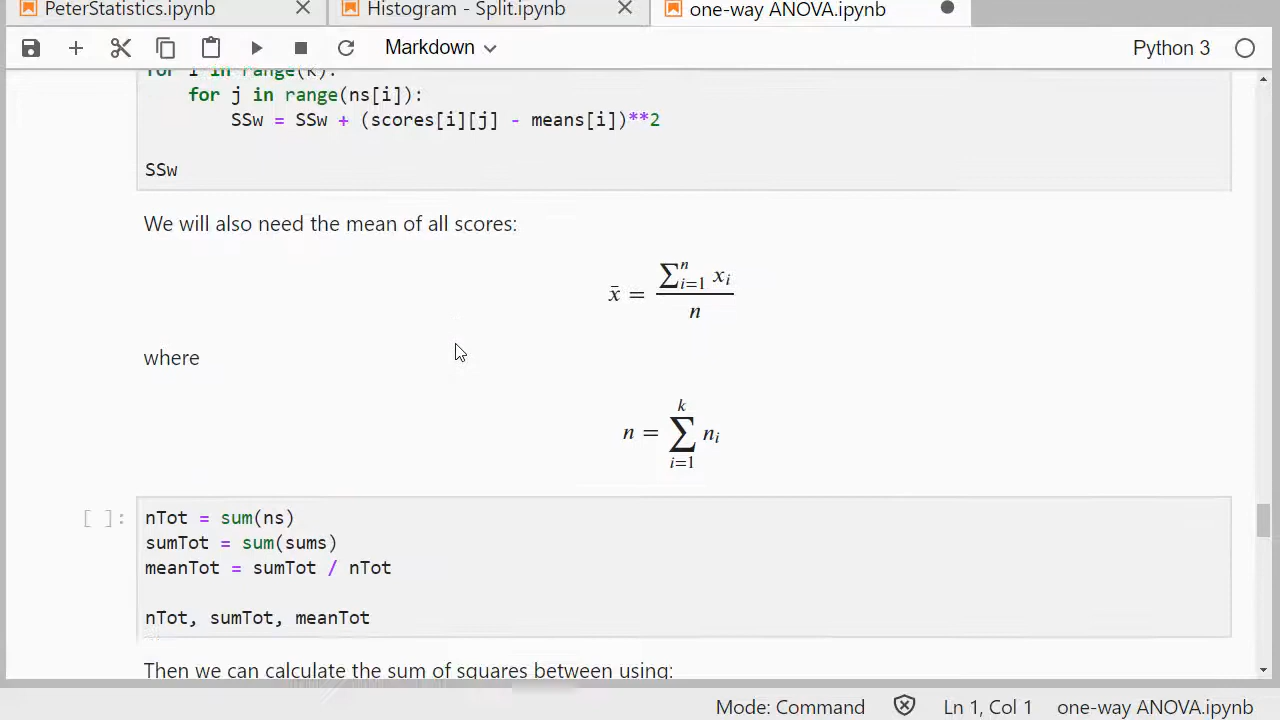 PeterStatistics.ipynb Histogram - Split.ipynb one-way ANOVA.ipynb
Markdown Python 3
for i in range(k):
for j in range(ns[i]):
SSw = SSw + (scores[i][j] - means[i])**2
SSw
We will also need the mean of all scores:
x̄ = ∑ⁿᵢ₌₁ xᵢ / n
where
n = ∑ᵏᵢ₌₁ nᵢ
[ ]: nTot = sum(ns)
sumTot = sum(sums)
meanTot = sumTot / nTot
nTot, sumTot, meanTot
Then we can calculate the sum of squares between using:
Mode: Command Ln 1, Col 1 one-way ANOVA.ipynb